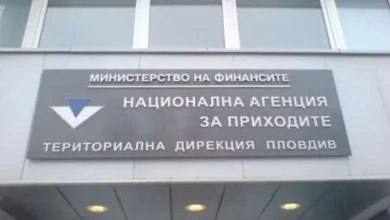 МИНИСТЕРСТВО НА ФИНАНСИТЕ
НАЦИОНАЛНА АГЕНЦИЯ
ЗА ПРИХОДИТЕ
ТЕРИТОРИАЛНА ДИРЕКЦИЯ ПЛОВДИВ